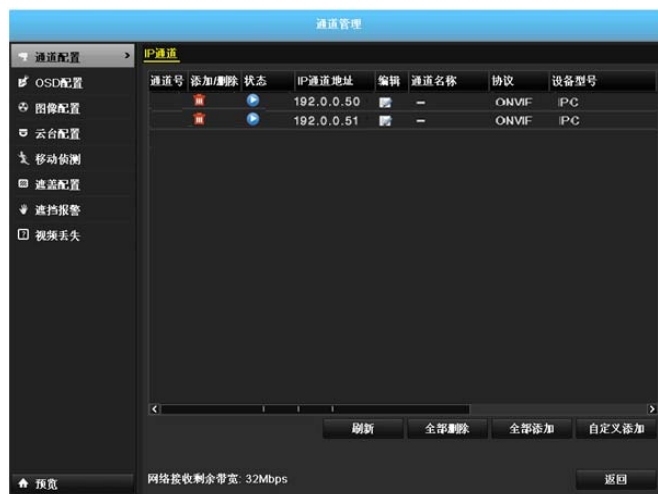 通道管理
通道配置
OSD配置
图像配置
云台配置
移动侦测
遮盖配置
遮挡报警
视频丢失
预览
IP通道
通道号 添加/删除 状态 IP通道地址 编辑 通道名称 协议 设备型号
192.0.0.50 – ONVIF IPC
192.0.0.51 – ONVIF IPC
刷新 全部删除 全部添加 自定义添加
网络接收剩余带宽: 32Mbps
返回